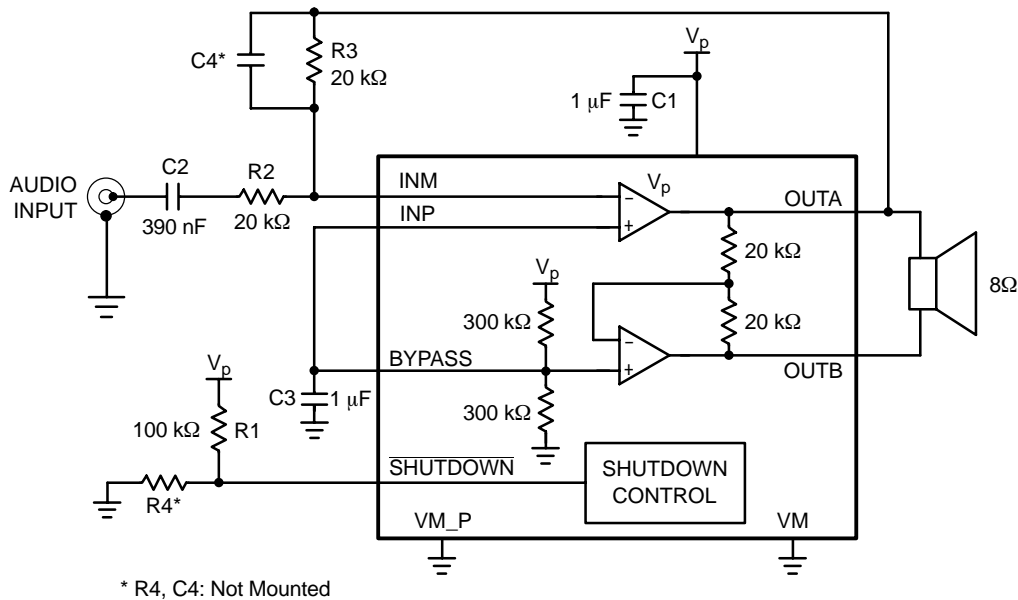 C4*
R3
20 kΩ
Vp
1 μF
C1
AUDIO
INPUT
C2
390 nF
R2
20 kΩ
INM
INP
Vp
OUTA
20 kΩ
20 kΩ
8Ω
Vp
300 kΩ
BYPASS
300 kΩ
OUTB
C3
1 μF
Vp
100 kΩ
R1
R4*
SHUTDOWN
SHUTDOWN
CONTROL
VM_P
VM
* R4, C4: Not Mounted